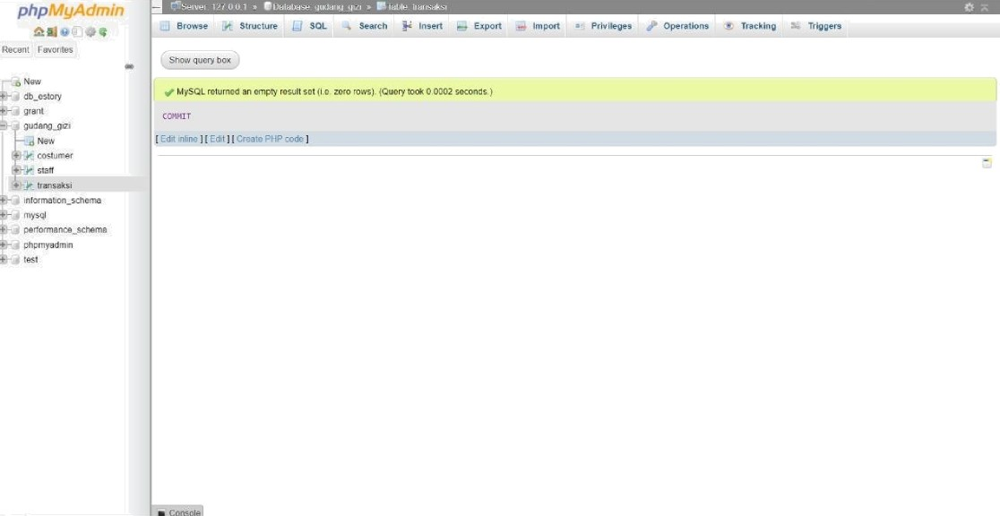 phpMyAdmin
Recent Favorites
New
db_estory
grant
gudang_gizi
New
costumer
staff
transaksi
information_schema
mysql
performance_schema
phpmyadmin
test
Server: 127.0.0.1 » Database: gudang_gizi » Table: transaksi
Browse Structure SQL Search Insert Export Import Privileges Operations Tracking Triggers
Show query box
MySQL returned an empty result set (i.e. zero rows). (Query took 0.0002 seconds.)
COMMIT
[ Edit inline ] [ Edit ] [ Create PHP code ]
Console